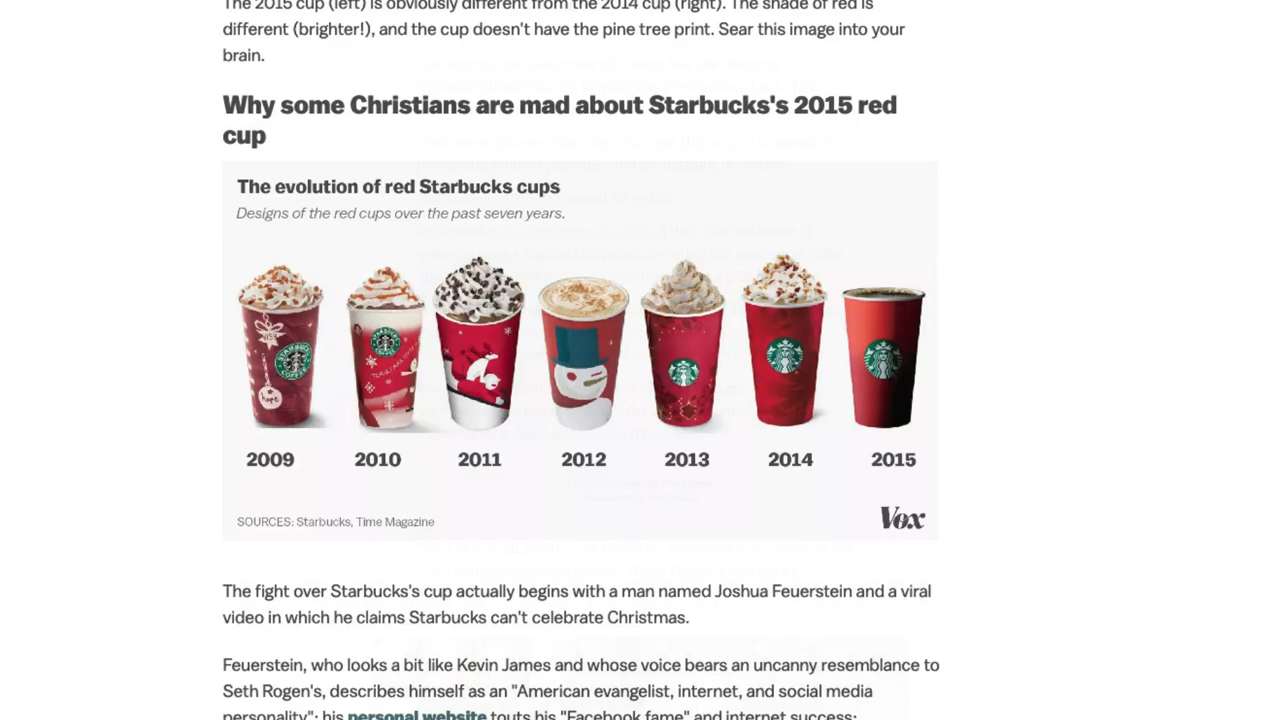 The 2015 cup (left) is obviously different from the 2014 cup (right). The shade of red is
different (brighter!), and the cup doesn't have the pine tree print. Sear this image into your
brain.
Why some Christians are mad about Starbucks's 2015 red
cup
The evolution of red Starbucks cups
Designs of the red cups over the past seven years.
hope
2009
2010
2011
2012
2013
2014
2015
SOURCES: Starbucks, Time Magazine
Vox
The fight over Starbucks's cup actually begins with a man named Joshua Feuerstein and a viral
video in which he claims Starbucks can't celebrate Christmas.
Feuerstein, who looks a bit like Kevin James and whose voice bears an uncanny resemblance to
Seth Rogen's, describes himself as an "American evangelist, internet, and social media
personality"; his personal website touts his "Facebook fame" and internet success: